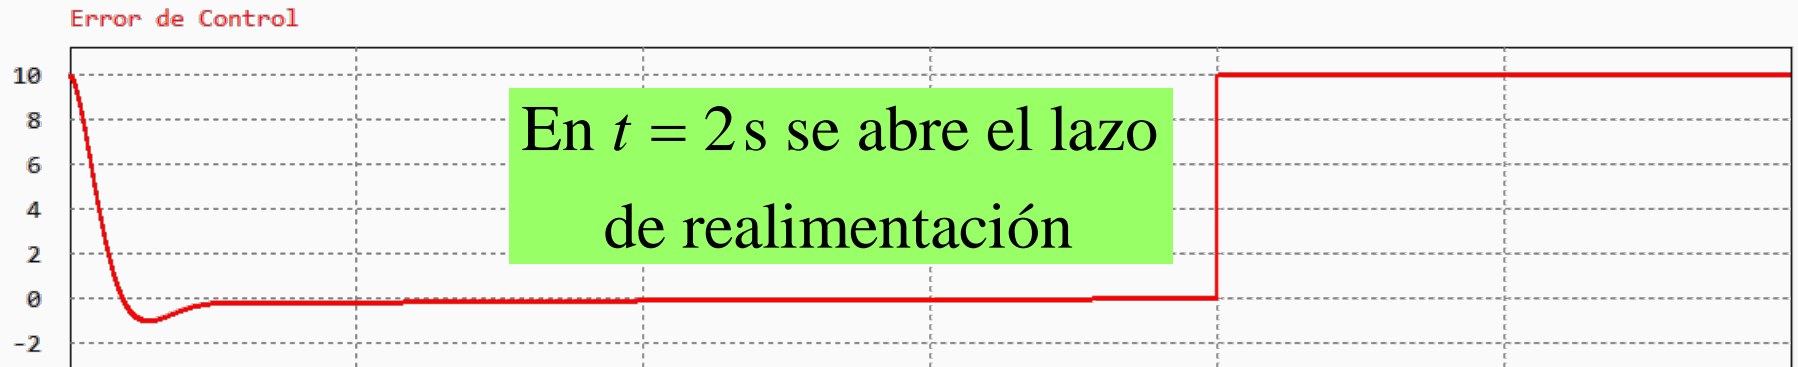 Error de Control
10
8
6
4
2
0
-2
En t = 2 s se abre el lazo
de realimentación